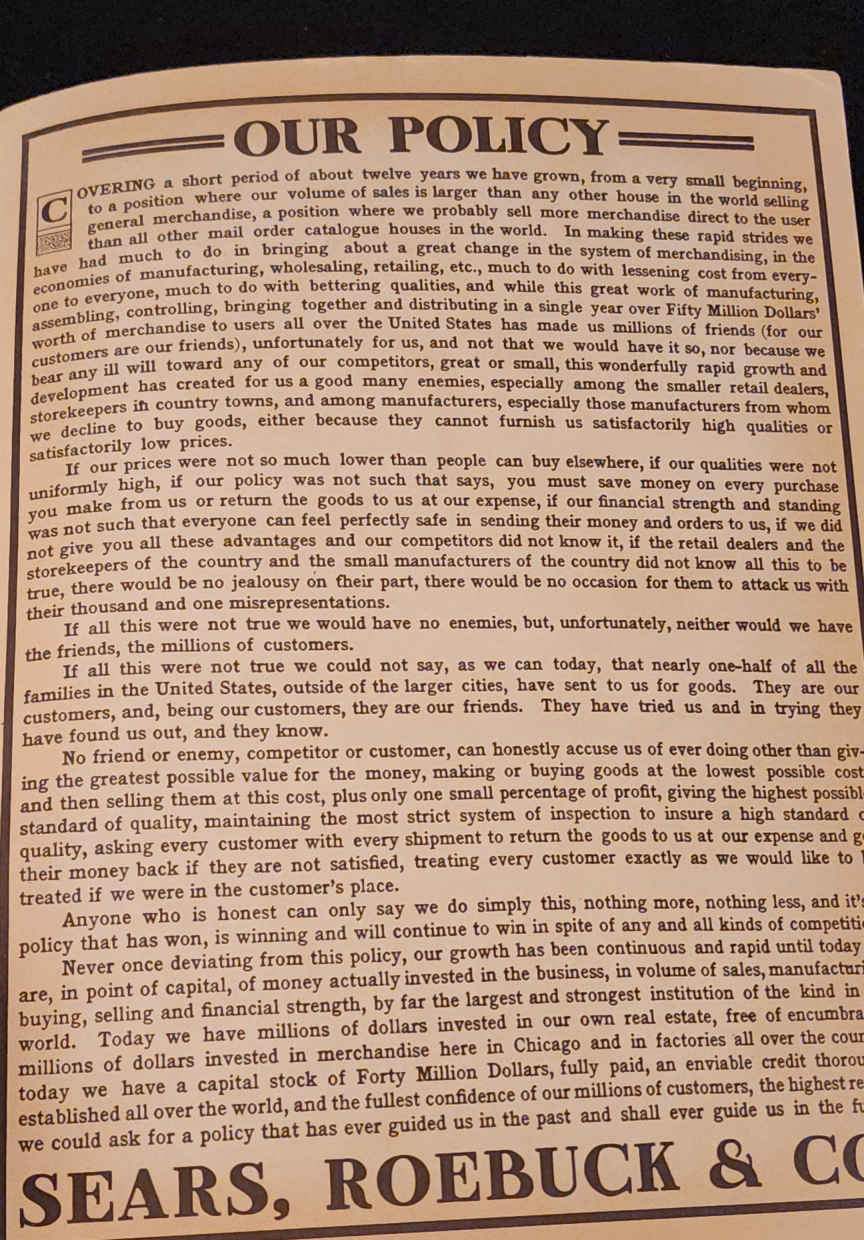 OUR POLICY
COVERING a short period of about twelve years we have grown, from a very small beginning,
to a position where our volume of sales is larger than any other house in the world selling
general merchandise, a position where we probably sell more merchandise direct to the user
than all other mail order catalogue houses in the world. In making these rapid strides we
have had much to do in bringing about a great change in the system of merchandising, in the
economies of manufacturing, wholesaling, retailing, etc., much to do with lessening cost from every-
one to everyone, much to do with bettering qualities, and while this great work of manufacturing,
assembling, controlling, bringing together and distributing in a single year over Fifty Million Dollars'
worth of merchandise to users all over the United States has made us millions of friends (for our
customers are our friends), unfortunately for us, and not that we would have it so, nor because we
bear any ill will toward any of our competitors, great or small, this wonderfully rapid growth and
development has created for us a good many enemies, especially among the smaller retail dealers,
storekeepers in country towns, and among manufacturers, especially those manufacturers from whom
we decline to buy goods, either because they cannot furnish us satisfactorily high qualities or
satisfactorily low prices.
If our prices were not so much lower than people can buy elsewhere, if our qualities were not
uniformly high, if our policy was not such that says, you must save money on every purchase
you make from us or return the goods to us at our expense, if our financial strength and standing
was not such that everyone can feel perfectly safe in sending their money and orders to us, if we did
not give you all these advantages and our competitors did not know it, if the retail dealers and the
storekeepers of the country and the small manufacturers of the country did not know all this to be
true, there would be no jealousy on their part, there would be no occasion for them to attack us with
their thousand and one misrepresentations.
If all this were not true we would have no enemies, but, unfortunately, neither would we have
the friends, the millions of customers.
If all this were not true we could not say, as we can today, that nearly one-half of all the
families in the United States, outside of the larger cities, have sent to us for goods. They are our
customers, and, being our customers, they are our friends. They have tried us and in trying they
have found us out, and they know.
No friend or enemy, competitor or customer, can honestly accuse us of ever doing other than giv-
ing the greatest possible value for the money, making or buying goods at the lowest possible cost
and then selling them at this cost, plus only one small percentage of profit, giving the highest possibl
standard of quality, maintaining the most strict system of inspection to insure a high standard
quality, asking every customer with every shipment to return the goods to us at our expense and
their money back if they are not satisfied, treating every customer exactly as we would like to
treated if we were in the customer's place.
Anyone who is honest can only say we do simply this, nothing more, nothing less, and it's
policy that has won, is winning and will continue to win in spite of any and all kinds of competiti
Never once deviating from this policy, our growth has been continuous and rapid until today
are, in point of capital, of money actually invested in the business, in volume of sales, manufacturi
buying, selling and financial strength, by far the largest and strongest institution of the kind in
world. Today we have millions of dollars invested in our own real estate, free of encumbra
millions of dollars invested in merchandise here in Chicago and in factories all over the cour
today we have a capital stock of Forty Million Dollars, fully paid, an enviable credit thorou
established all over the world, and the fullest confidence of our millions of customers, the highest re
we could ask for a policy that has ever guided us in the past and shall ever guide us in the fu
SEARS, ROEBUCK & CO